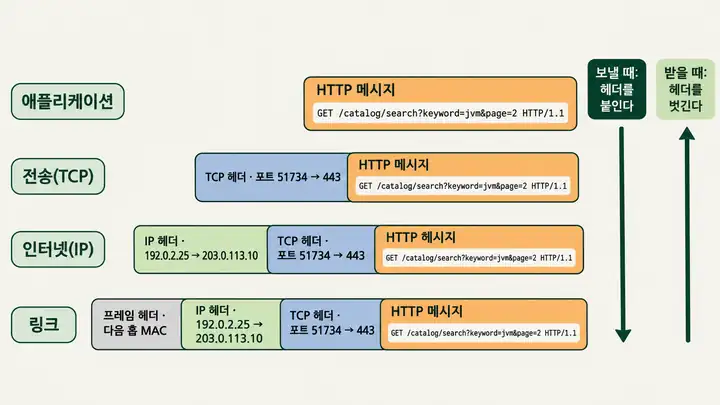 애플리케이션
HTTP 메시지
GET /catalog/search?keyword=jvm&page=2 HTTP/1.1
보낼 때:
헤더를
붙인다
받을 때:
헤더를
벗긴다
전송(TCP)
TCP 헤더 · 포트 51734 → 443
HTTP 메시지
GET /catalog/search?keyword=jvm&page=2 HTTP/1.1
인터넷(IP)
IP 헤더 ·
192.0.2.25 → 203.0.113.10
TCP 헤더 ·
포트 51734 → 443
HTTP 헤시지
GET /catalog/search?keyword=jvm&page=2 HTTP/1.1
링크
프레임 헤더 ·
다음 홉 MAC
IP 헤더 ·
192.0.2.25 →
203.0.113.10
TCP 헤더 ·
포트 51734 → 443
HTTP 메시지
GET /catalog/search?keyword=jvm&page=2 HTTP/1.1